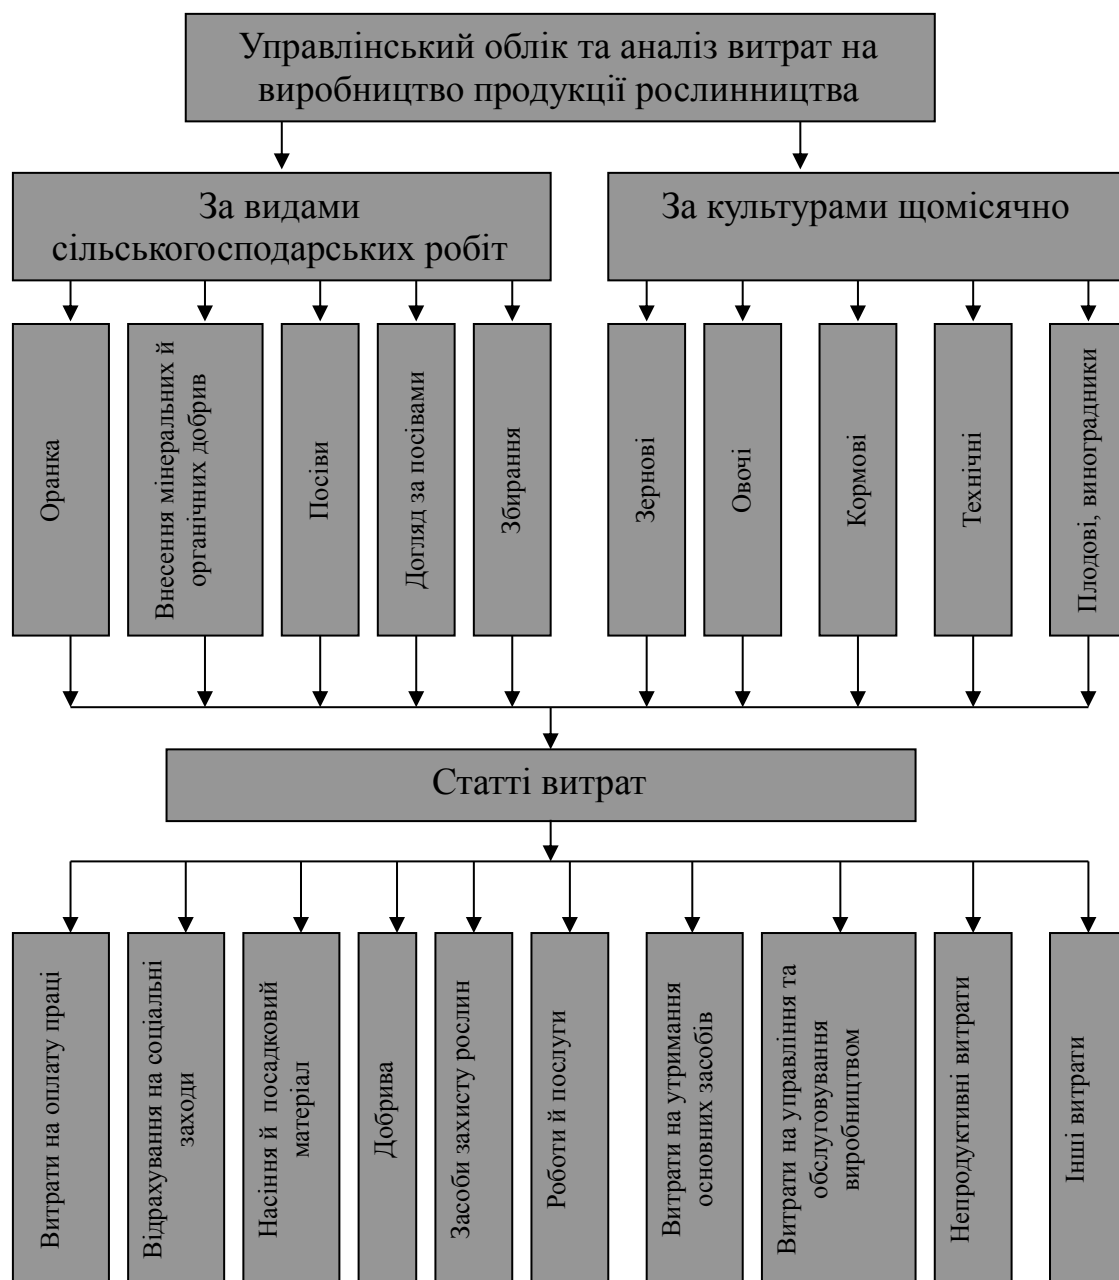 Управлінський облік та аналіз витрат на
виробництво продукції рослинництва
За видами
сільськогосподарських робіт
За культурами щомісячно
Оранка
Внесення мінеральних й
органічних добрив
Посіви
Догляд за посівами
Збирання
Зернові
Овочі
Кормові
Технічні
Плодові, виноградники
Статті витрат
Витрати на оплату праці
Відрахування на соціальні
заходи
Насіння й посадковий
матеріал
Добрива
Засоби захисту рослин
Роботи й послуги
Витрати на утримання
основних засобів
Витрати на управління та
обслуговування
виробництвом
Непродуктивні витрати
Інші витрати